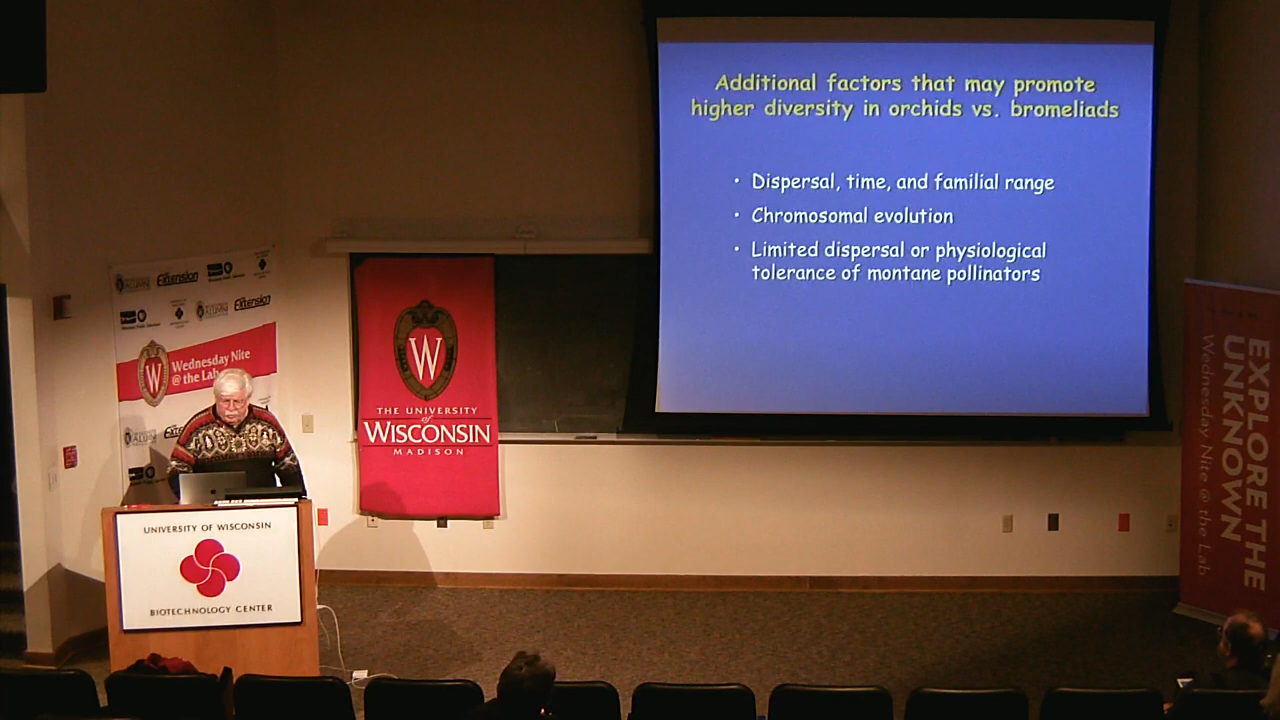 Additional factors that may promote
higher diversity in orchids vs. bromeliads
• Dispersal, time, and familial range
• Chromosomal evolution
• Limited dispersal or physiological
tolerance of montane pollinators
Extension
Extension
Wednesday Nite
@ the Lab
W
W
THE UNIVERSITY
of
WISCONSIN
MADISON
UNIVERSITY OF WISCONSIN
BIOTECHNOLOGY CENTER
EXPLORE THE
UNKNOWN
Wednesday Nite @ the Lab